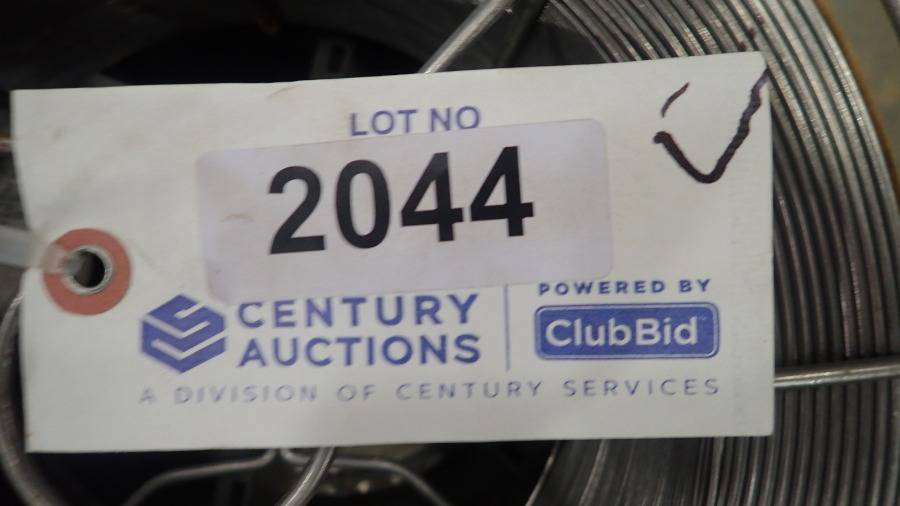 LOT NO
2044
CENTURY
AUCTIONS
POWERED BY
ClubBid
A DIVISION OF CENTURY SERVICES